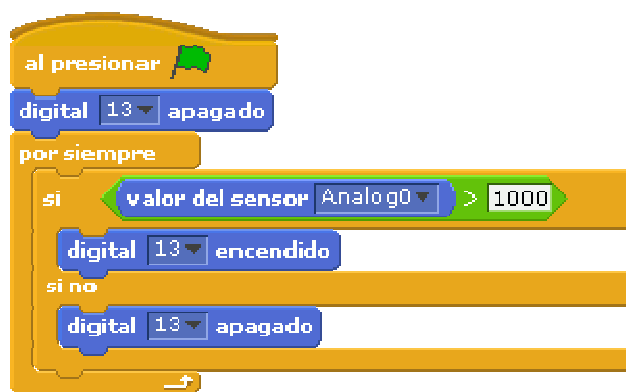 al presionar
digital 13 apagado
por siempre
si valor del sensor Analog0 > 1000
digital 13 encendido
si no
digital 13 apagado